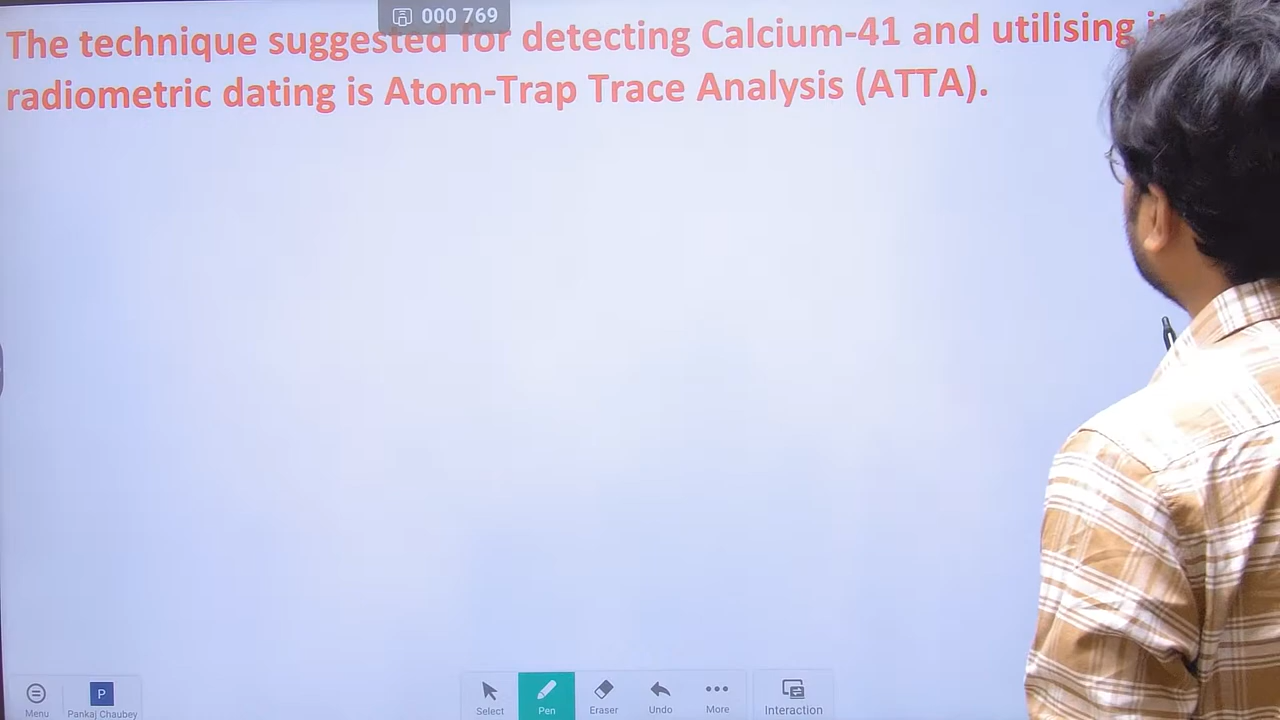 000 769
The technique suggested for detecting Calcium-41 and utilising
radiometric dating is Atom-Trap Trace Analysis (ATTA).
P
Menu
Pankaj Chaubey
Select
Pen
Eraser
Undo
More
Interaction